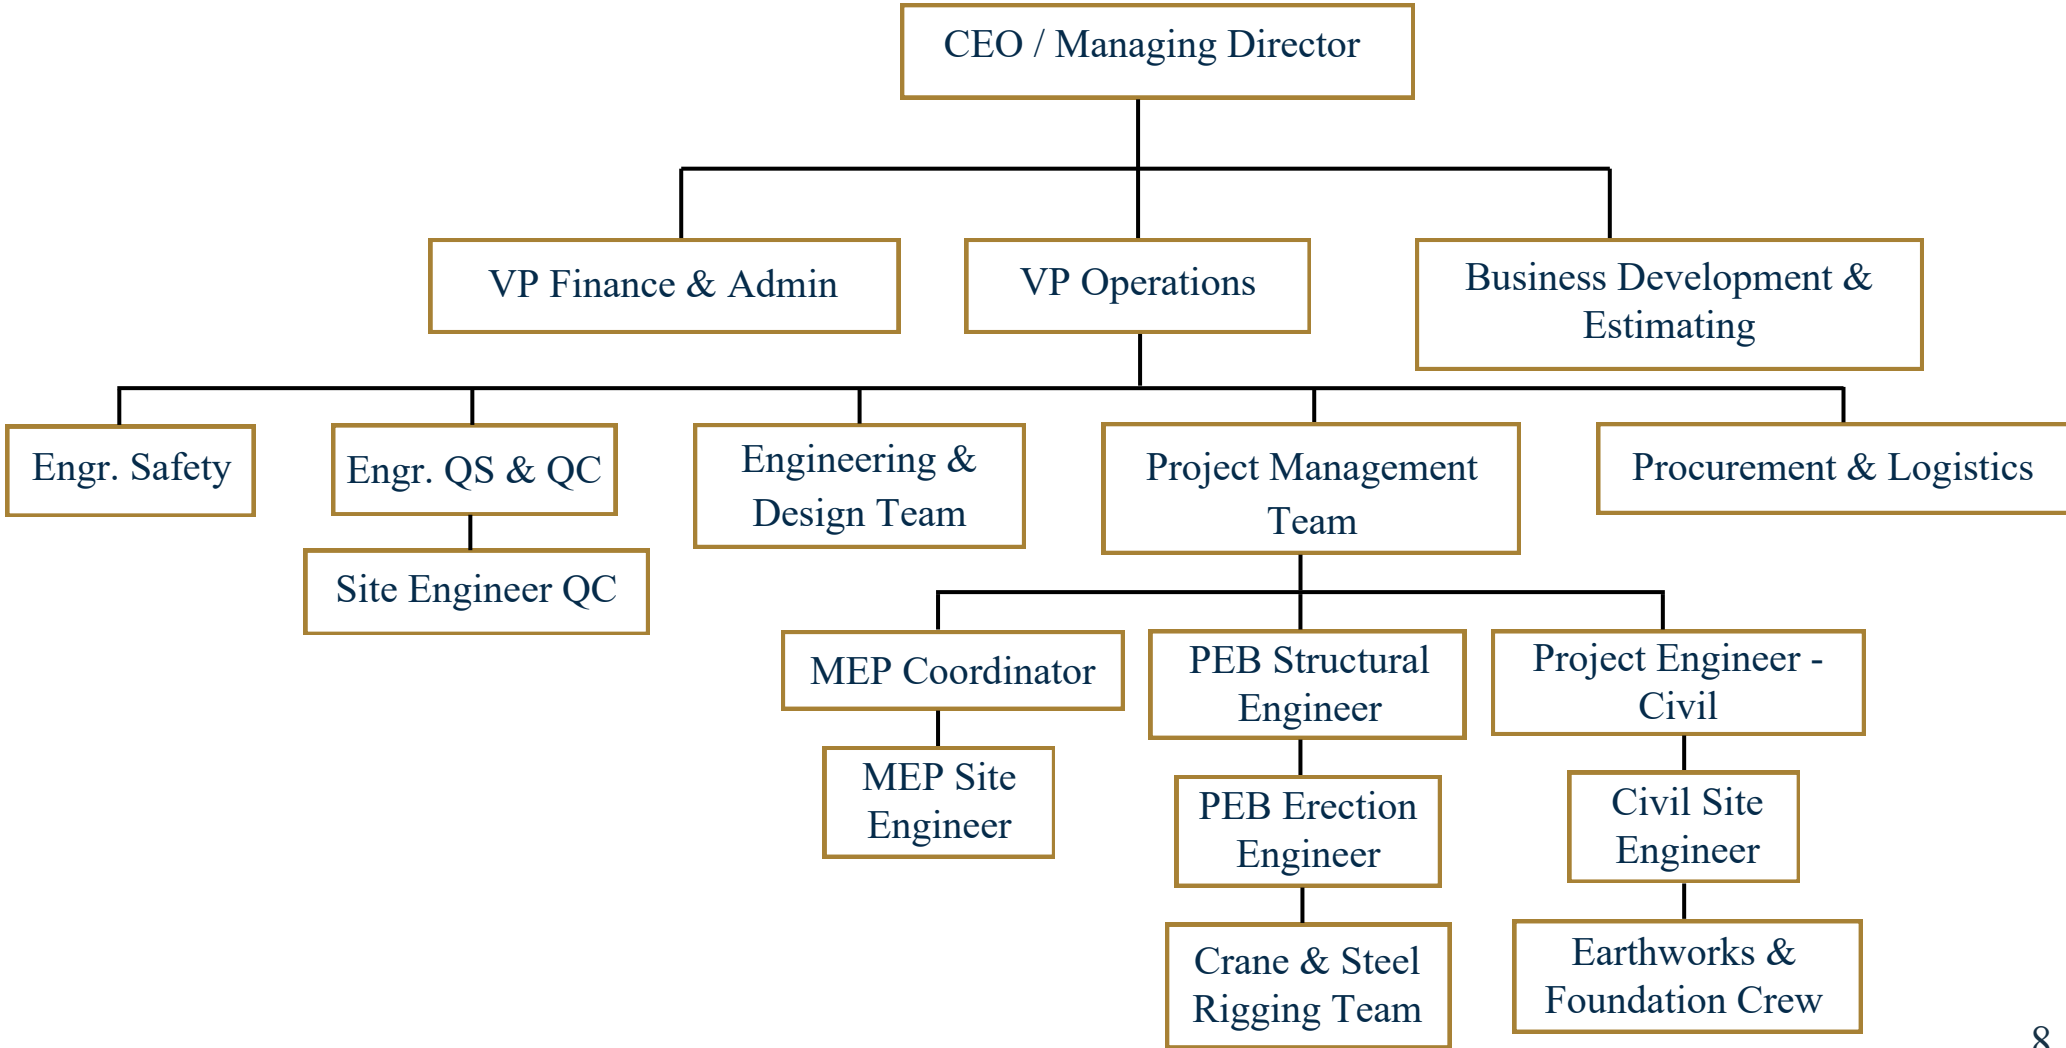 CEO / Managing Director
VP Finance & Admin
VP Operations
Business Development &
Estimating
Engr. Safety
Engr. QS & QC
Engineering &
Design Team
Project Management
Team
Procurement & Logistics
Site Engineer QC
MEP Coordinator
PEB Structural
Engineer
Project Engineer -
Civil
MEP Site
Engineer
PEB Erection
Engineer
Civil Site
Engineer
Crane & Steel
Rigging Team
Earthworks &
Foundation Crew
8